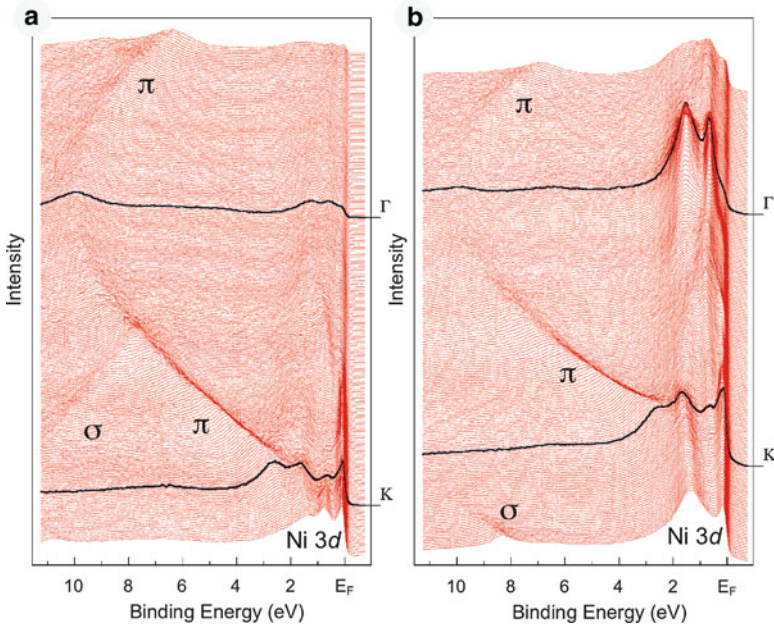 a
π
Γ
Intensity
σ
π
K
Ni 3d
10 8 6 4 2 E_F
Binding Energy (eV)
b
π
Γ
Intensity
π
K
σ
Ni 3d
10 8 6 4 2 E_F
Binding Energy (eV)